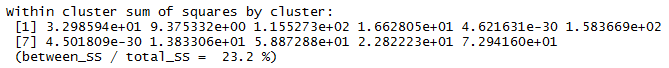 Within cluster sum of squares by cluster:
 [1] 3.298594e+01 9.375332e+00 1.155273e+02 1.662805e+01 4.621631e-30 1.583669e+02
 [7] 4.501809e-30 1.383306e+01 5.887288e+01 2.282223e+01 7.294160e+01
 (between_SS / total_SS =  23.2 %)